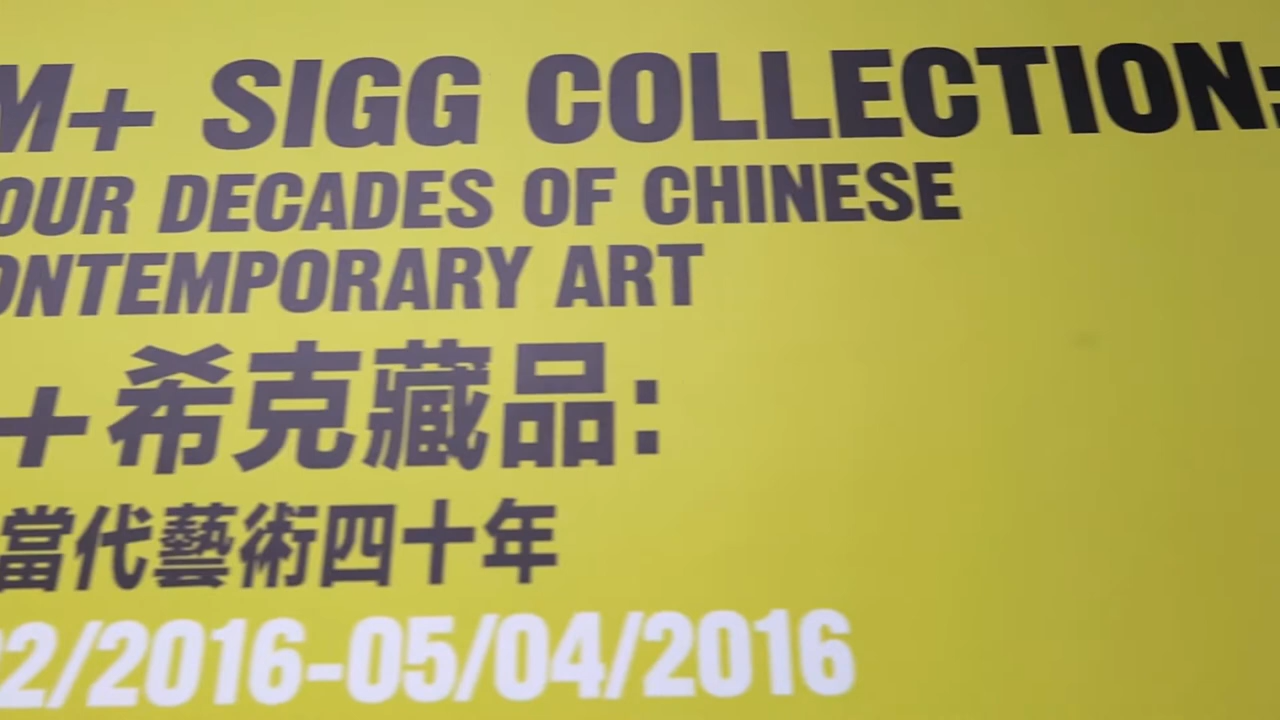 M+ SIGG COLLECTION:
OUR DECADES OF CHINESE
ONTEMPORARY ART
+希克藏品:
當代藝術四十年
2/2016-05/04/2016